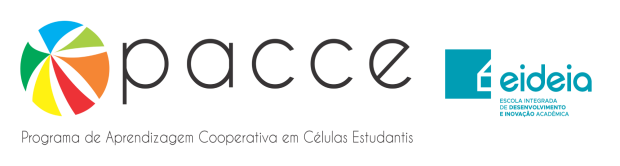 pacce
Programa de Aprendizagem Cooperativa em Células Estudantis
eideia
ESCOLA INTEGRADA
DE DESENVOLVIMENTO
E INOVAÇÃO ACADÊMICA